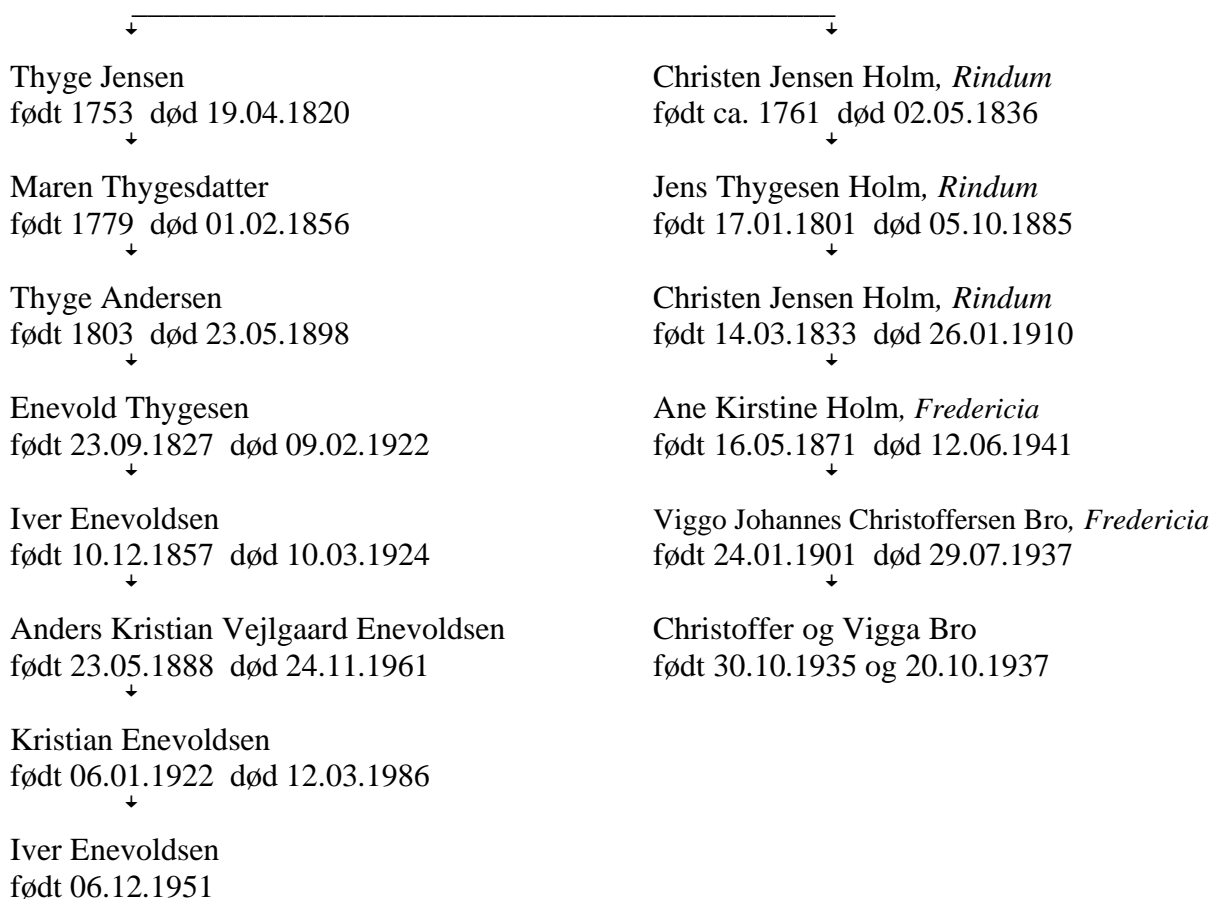 Thyge Jensen
født 1753 død 19.04.1820
Maren Thygesdatter
født 1779 død 01.02.1856
Thyge Andersen
født 1803 død 23.05.1898
Enevold Thygesen
født 23.09.1827 død 09.02.1922
Iver Enevoldsen
født 10.12.1857 død 10.03.1924
Anders Kristian Vejlgaard Enevoldsen
født 23.05.1888 død 24.11.1961
Kristian Enevoldsen
født 06.01.1922 død 12.03.1986
Iver Enevoldsen
født 06.12.1951
Christen Jensen Holm, Rindum
født ca. 1761 død 02.05.1836
Jens Thygesen Holm, Rindum
født 17.01.1801 død 05.10.1885
Christen Jensen Holm, Rindum
født 14.03.1833 død 26.01.1910
Ane Kirstine Holm, Fredericia
født 16.05.1871 død 12.06.1941
Viggo Johannes Christoffersen Bro, Fredericia
født 24.01.1901 død 29.07.1937
Christoffer og Vigga Bro
født 30.10.1935 og 20.10.1937